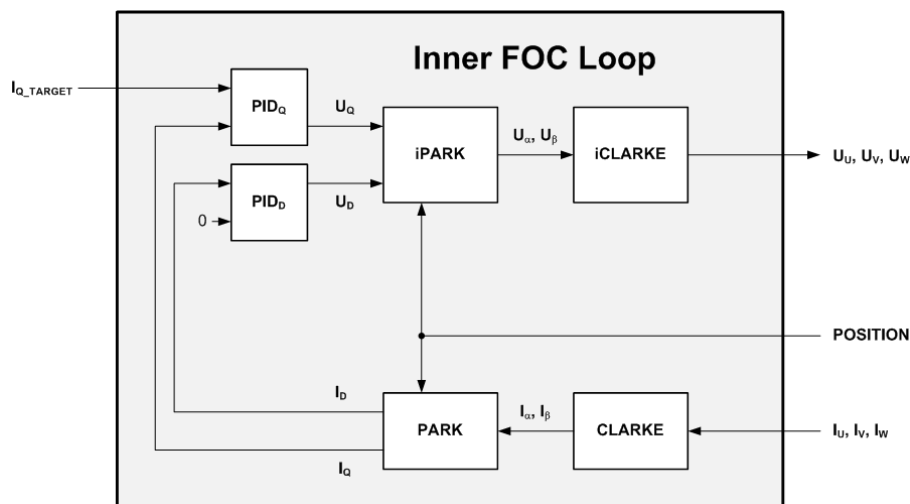 Inner FOC Loop
I_Q_TARGET
PID_Q
U_Q
iPARK
U_α, U_β
iCLARKE
U_U, U_V, U_W
PID_D
U_D
0
POSITION
I_D
PARK
I_α, I_β
CLARKE
I_U, I_V, I_W
I_Q